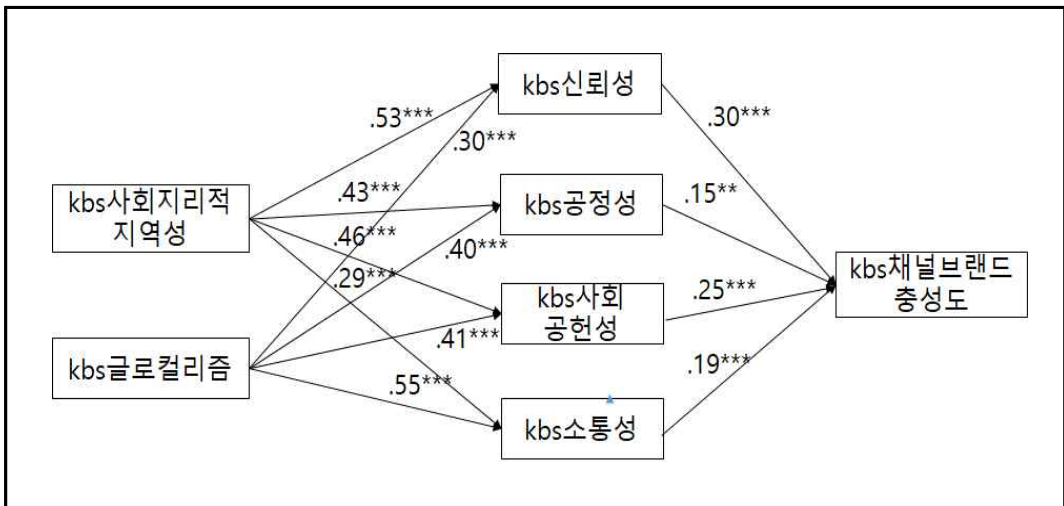 kbs신뢰성
.53***
.30***
.30***
kbs사회지리적
지역성
.43***
kbs공정성
.15**
.46***
.40***
.29***
kbs채널브랜드
충성도
kbs사회
공헌성
.25***
.41***
kbs글로컬리즘
.55***
.19***
kbs소통성